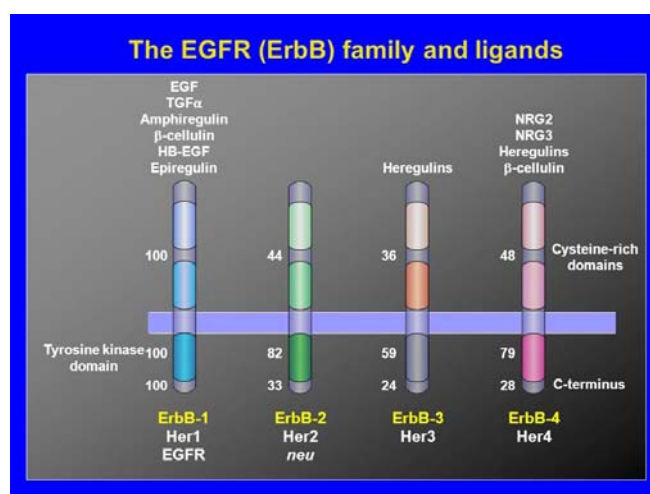 The EGFR (ErbB) family and ligands
EGF
TGFα
Amphiregulin
β-cellulin
HB-EGF
Epiregulin
Heregulins
NRG2
NRG3
Heregulins
β-cellulin
100
44
36
48
Cysteine-rich
domains
Tyrosine kinase
domain
100
82
59
79
100
33
24
28
C-terminus
ErbB-1
Her1
EGFR
ErbB-2
Her2
neu
ErbB-3
Her3
ErbB-4
Her4